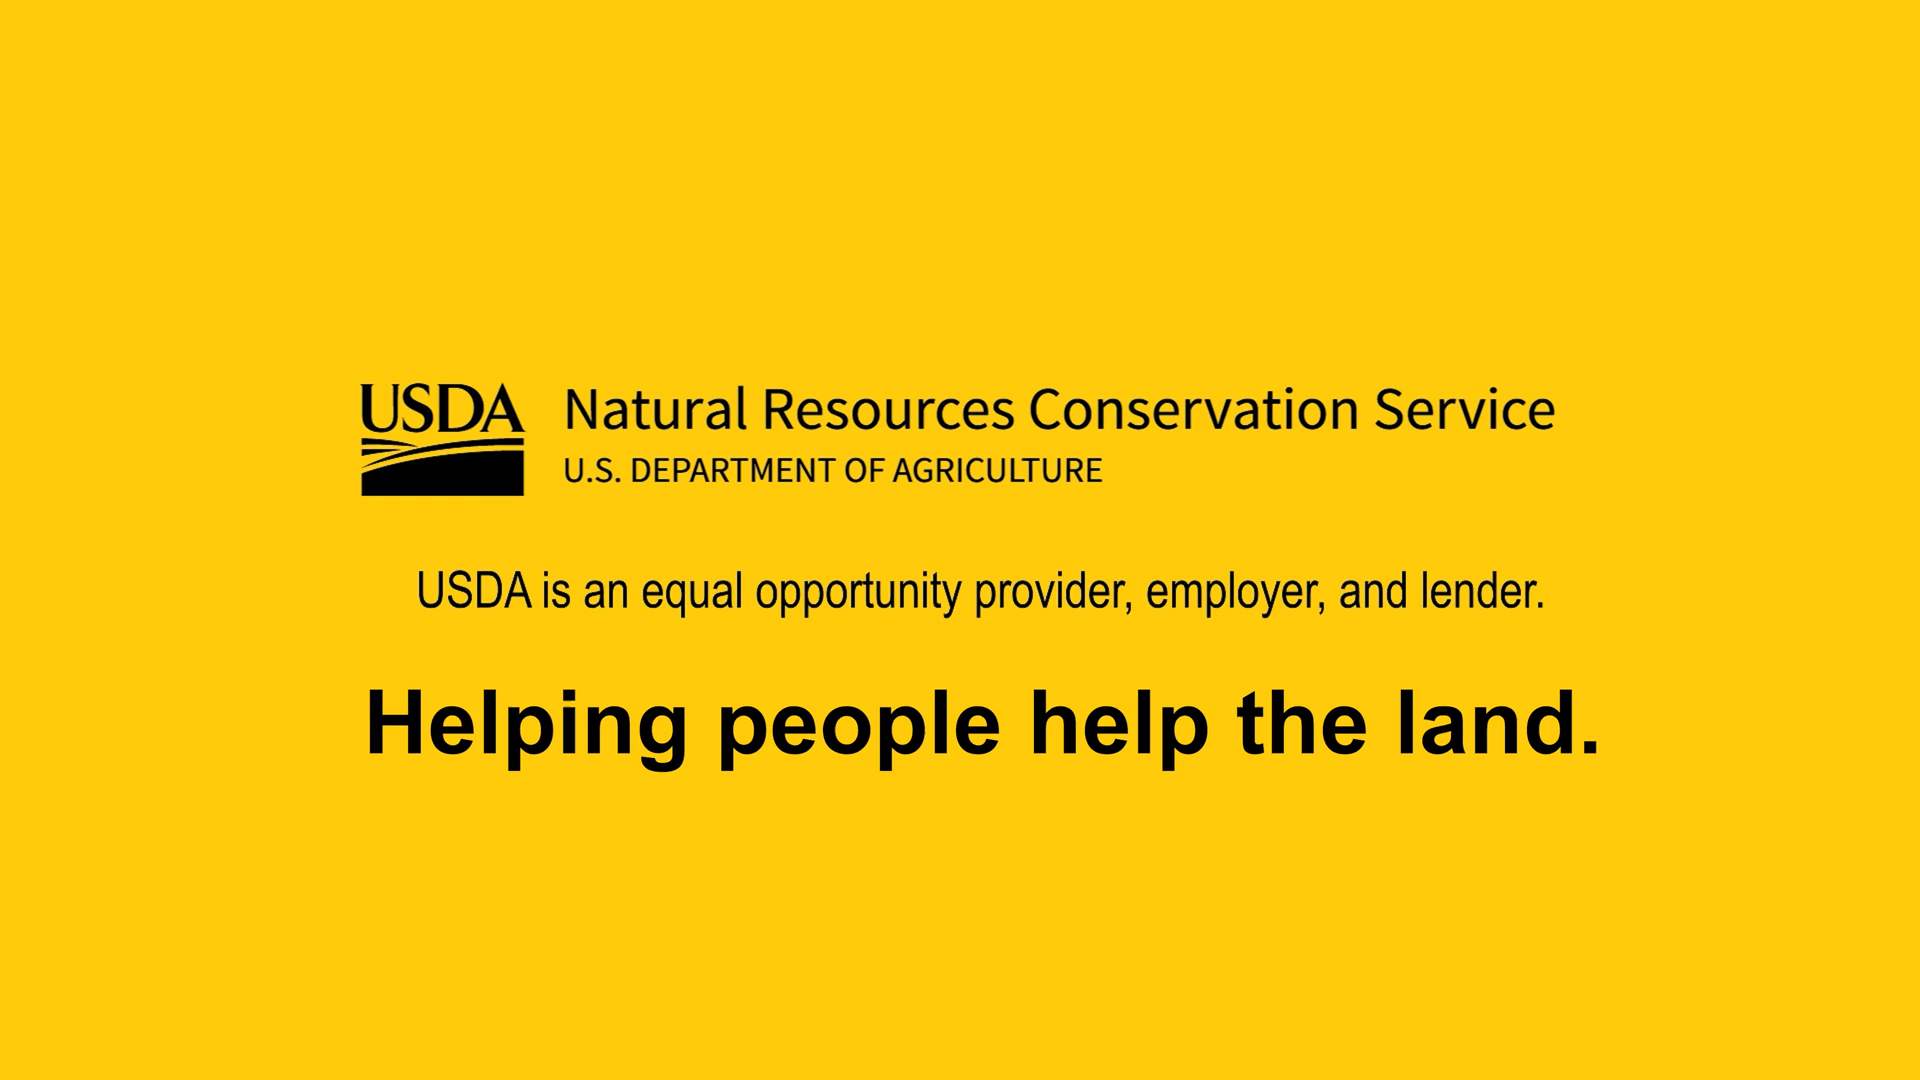 USDA
Natural Resources Conservation Service
U.S. DEPARTMENT OF AGRICULTURE
USDA is an equal opportunity provider, employer, and lender.
Helping people help the land.